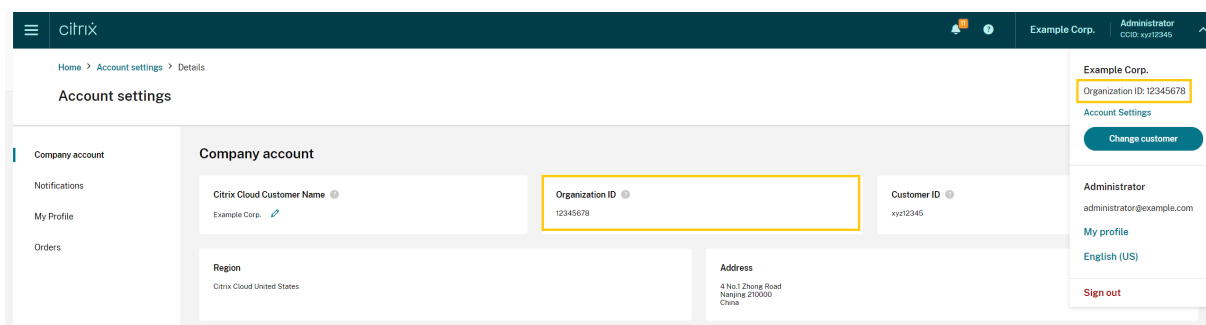 citrix
11
?
Example Corp.
Administrator
CCID: xyz12345
Home > Account settings > Details
Account settings
Example Corp.
Organization ID: 12345678
Account Settings
Change customer
Administrator
administrator@example.com
My profile
English (US)
Sign out
Company account
Notifications
My Profile
Orders
Company account
Citrix Cloud Customer Name ?
Example Corp.
Organization ID ?
12345678
Customer ID ?
xyz12345
Region
Citrix Cloud United States
Address
4 No.1 Zhong Road
Nanjing 210000
China